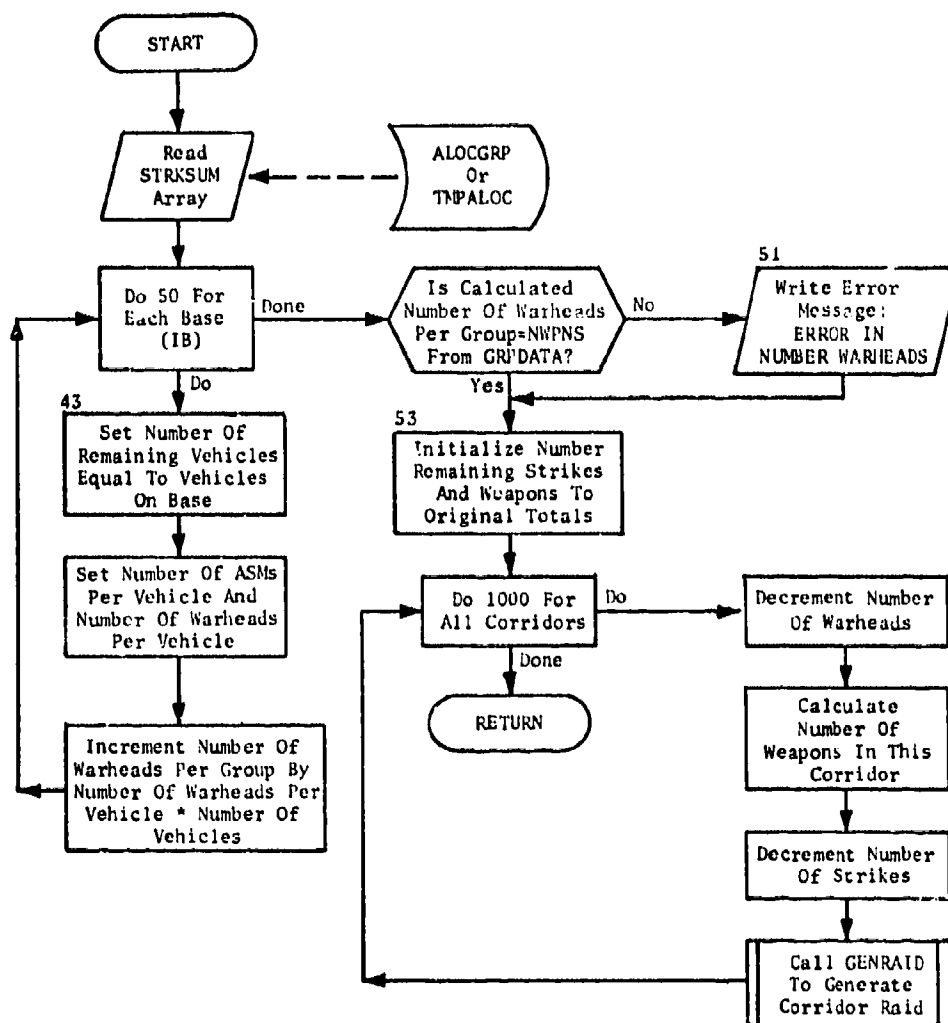 START
Read
STRKSUM
Array
ALOCGRP
Or
TMPALOC
Do 50 For
Each Base
(IB)
Done
Do
Is Calculated
Number Of Warheads
Per Group=NWPNS
From GRPDATA?
No
Yes
51
Write Error
Message:
ERROR IN
NUMBER WARHEADS
43
Set Number Of
Remaining Vehicles
Equal To Vehicles
On Base
53
Initialize Number
Remaining Strikes
And Weapons To
Original Totals
Set Number Of ASMs
Per Vehicle And
Number Of Warheads
Per Vehicle
Do 1000 For
All Corridors
Do
Done
Decrement Number
Of Warheads
RETURN
Calculate
Number Of
Weapons In This
Corridor
Increment Number Of
Warheads Per Group By
Number Of Warheads Per
Vehicle * Number Of
Vehicles
Decrement Number
Of Strikes
Call GENRAID
To Generate
Corridor Raid